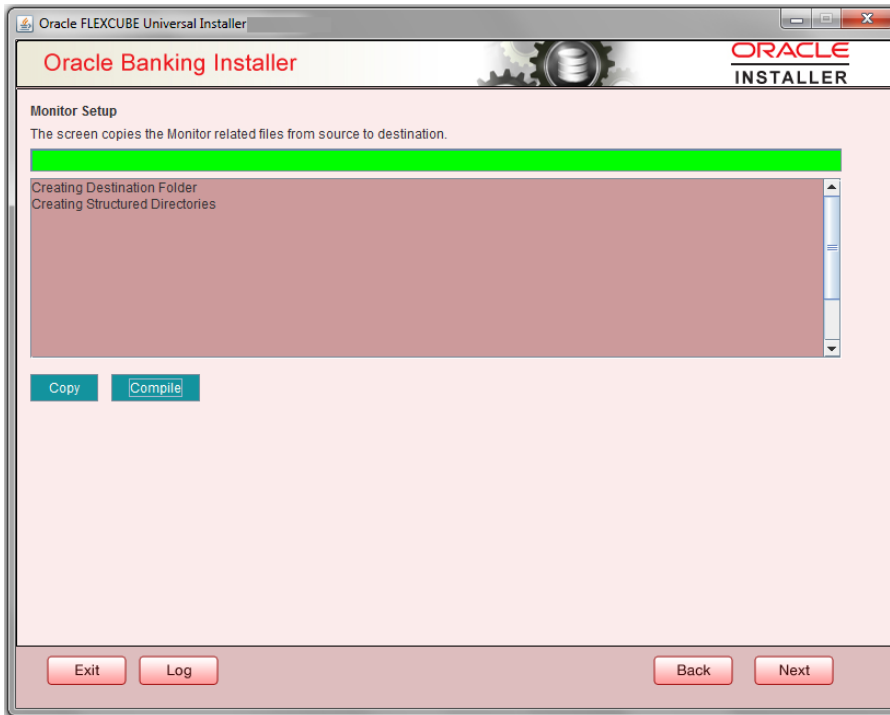 Oracle FLEXCUBE Universal Installer
Oracle Banking Installer
ORACLE
INSTALLER
Monitor Setup
The screen copies the Monitor related files from source to destination.
Creating Destination Folder
Creating Structured Directories
Copy Compile
Exit Log Back Next